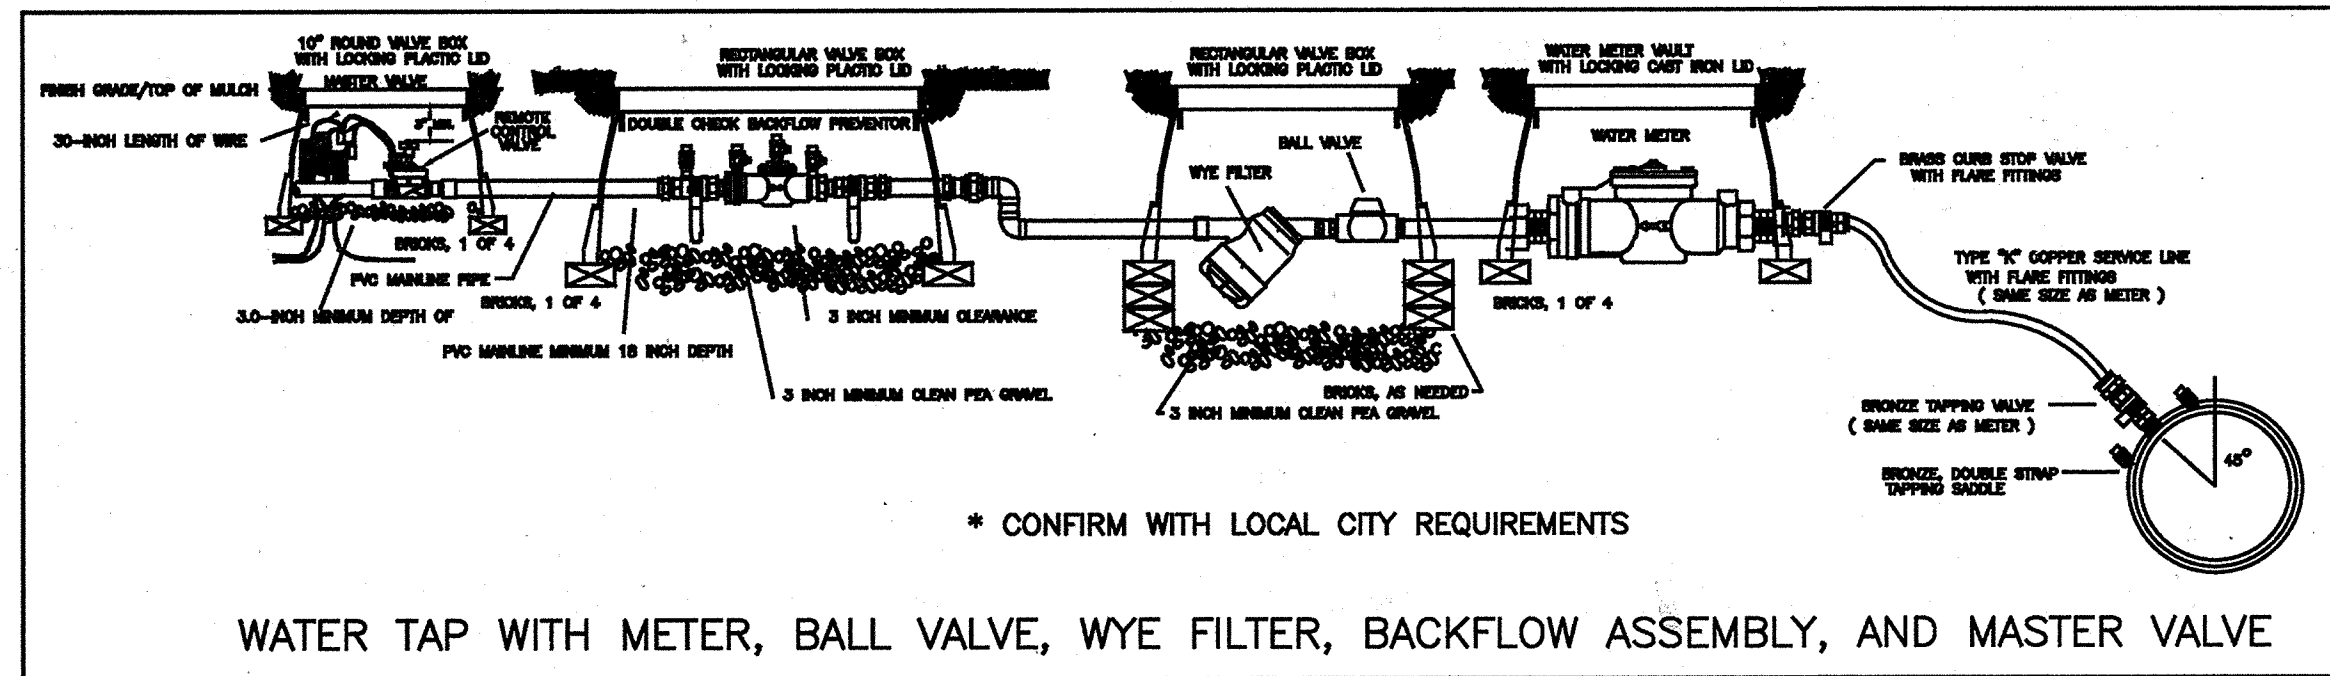 10" ROUND VALVE BOX
WITH LOCKING PLACTIC LID
MASTER VALVE
FINISH GRADE/TOP OF MULCH
30-INCH LENGTH OF WIRE
3" MIN.
REMOTE
CONTROL
VALVE
BRICKS, 1 OF 4
PVC MAINLINE PIPE
3.0-INCH MINIMUM DEPTH OF
RECTANGULAR VALVE BOX
WITH LOCKING PLACTIC LID
DOUBLE CHECK BACKFLOW PREVENTOR
BRICKS, 1 OF 4
3 INCH MINIMUM CLEARANCE
PVC MAINLINE MINIMUM 18 INCH DEPTH
3 INCH MINIMUM CLEAN PEA GRAVEL
RECTANGULAR VALVE BOX
WITH LOCKING PLACTIC LID
BALL VALVE
WYE FILTER
BRICKS, AS NEEDED
3 INCH MINIMUM CLEAN PEA GRAVEL
WATER METER VAULT
WITH LOCKING CAST IRON LID
WATER METER
BRICKS, 1 OF 4
BRASS CURB STOP VALVE
WITH FLARE FITTINGS
TYPE "K" COPPER SERVICE LINE
WITH FLARE FITTINGS
( SAME SIZE AS METER )
BRONZE TAPPING VALVE
( SAME SIZE AS METER )
BRONZE, DOUBLE STRAP
TAPPING SADDLE
45°
* CONFIRM WITH LOCAL CITY REQUIREMENTS
WATER TAP WITH METER, BALL VALVE, WYE FILTER, BACKFLOW ASSEMBLY, AND MASTER VALVE